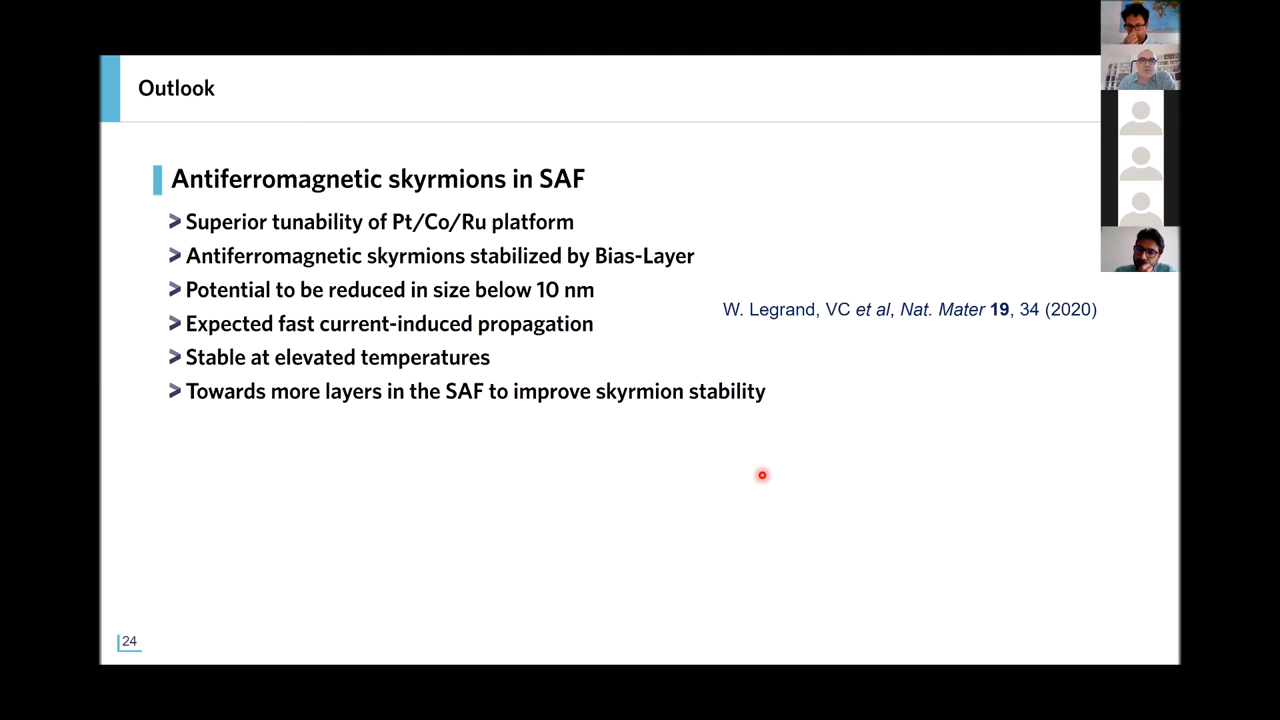 Outlook
Antiferromagnetic skyrmions in SAF
> Superior tunability of Pt/Co/Ru platform
> Antiferromagnetic skyrmions stabilized by Bias-Layer
> Potential to be reduced in size below 10 nm
W. Legrand, VC et al, Nat. Mater 19, 34 (2020)
> Expected fast current-induced propagation
> Stable at elevated temperatures
> Towards more layers in the SAF to improve skyrmion stability
24